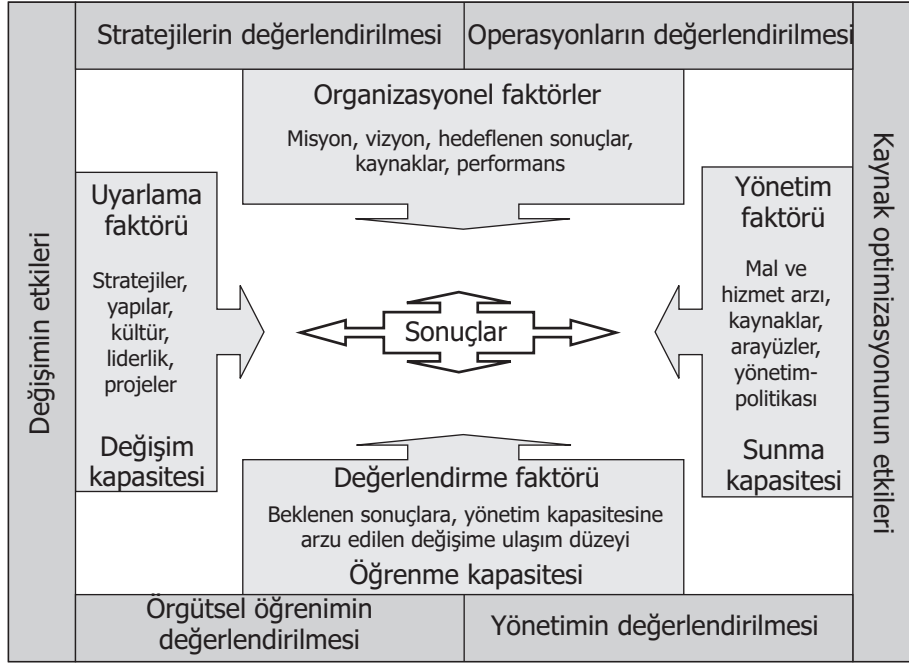 Stratejilerin değerlendirilmesi
Operasyonların değerlendirilmesi
Organizasyonel faktörler
Misyon, vizyon, hedeflenen sonuçlar,
kaynaklar, performans
Değişimin etkileri
Uyarlama
faktörü
Stratejiler,
yapılar,
kültür,
liderlik,
projeler
Değişim
kapasitesi
Sonuçlar
Yönetim
faktörü
Mal ve
hizmet arzı,
kaynaklar,
arayüzler,
yönetim-
politikası
Sunma
kapasitesi
Kaynak optimizasyonunun etkileri
Değerlendirme faktörü
Beklenen sonuçlara, yönetim kapasitesine
arzu edilen değişime ulaşım düzeyi
Öğrenme kapasitesi
Örgütsel öğrenimin
değerlendirilmesi
Yönetimin değerlendirilmesi